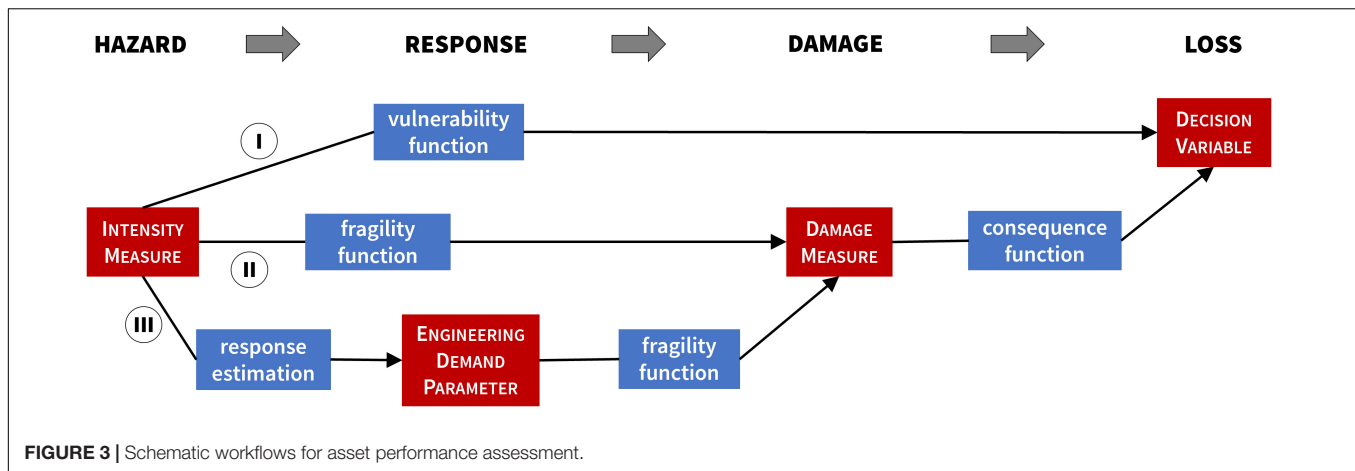 HAZARD RESPONSE DAMAGE LOSS
vulnerability
function
I
DECISION
VARIABLE
INTENSITY
MEASURE
fragility
function
II
DAMAGE
MEASURE
consequence
function
III
response
estimation
ENGINEERING
DEMAND
PARAMETER
fragility
function
FIGURE 3 | Schematic workflows for asset performance assessment.